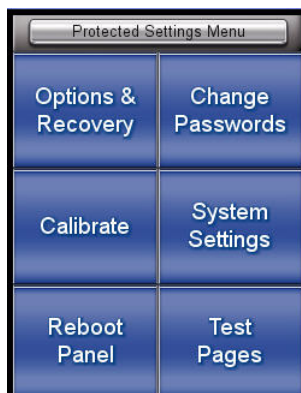 Protected Settings Menu
Options &
Recovery
Change
Passwords
Calibrate
System
Settings
Reboot
Panel
Test
Pages